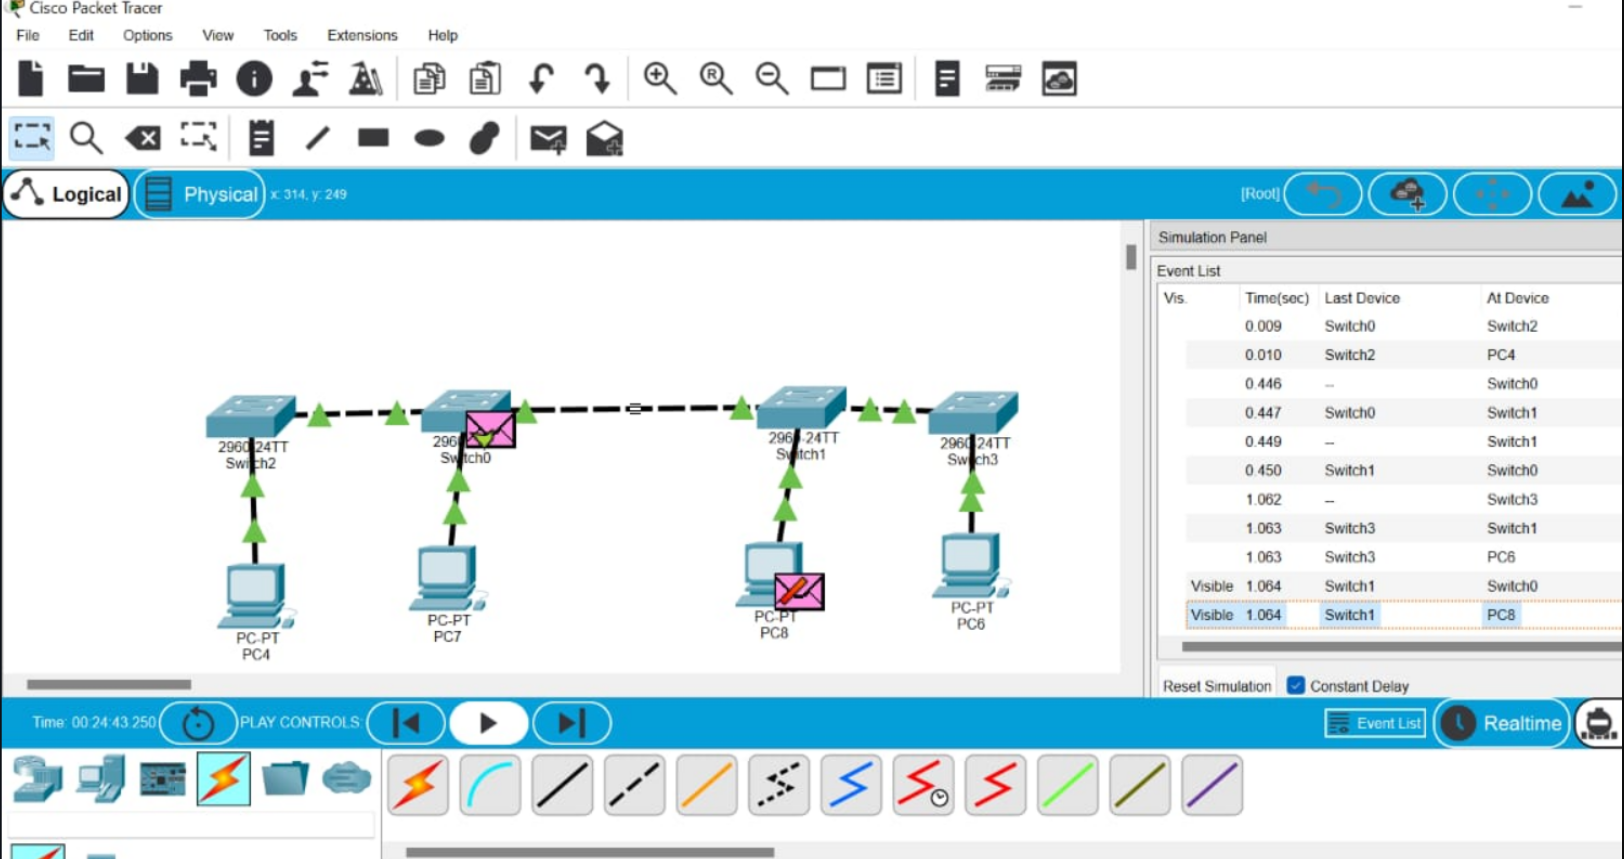 Cisco Packet Tracer
File Edit Options View Tools Extensions Help
R
Logical Physical x: 314, y: 249 [Root]
Simulation Panel
Event List
Vis. Time(sec) Last Device At Device
0.009 Switch0 Switch2
0.010 Switch2 PC4
0.446 -- Switch0
0.447 Switch0 Switch1
0.449 -- Switch1
0.450 Switch1 Switch0
1.062 -- Switch3
1.063 Switch3 Switch1
1.063 Switch3 PC6
Visible 1.064 Switch1 Switch0
Visible 1.064 Switch1 PC8
2960-24TT
Switch2
Switch0
2960-24TT
Switch1
2960-24TT
Switch3
PC-PT
PC4
PC-PT
PC7
PC-PT
PC8
PC-PT
PC6
Reset Simulation Constant Delay
Time: 00:24:43.250 PLAY CONTROLS: Event List Realtime